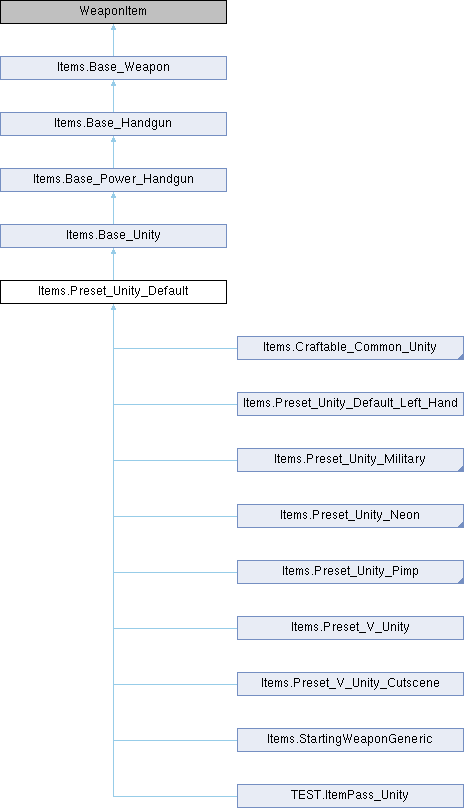 WeaponItem
Items.Base_Weapon
Items.Base_Handgun
Items.Base_Power_Handgun
Items.Base_Unity
Items.Preset_Unity_Default
Items.Craftable_Common_Unity
Items.Preset_Unity_Default_Left_Hand
Items.Preset_Unity_Military
Items.Preset_Unity_Neon
Items.Preset_Unity_Pimp
Items.Preset_V_Unity
Items.Preset_V_Unity_Cutscene
Items.StartingWeaponGeneric
TEST.ItemPass_Unity